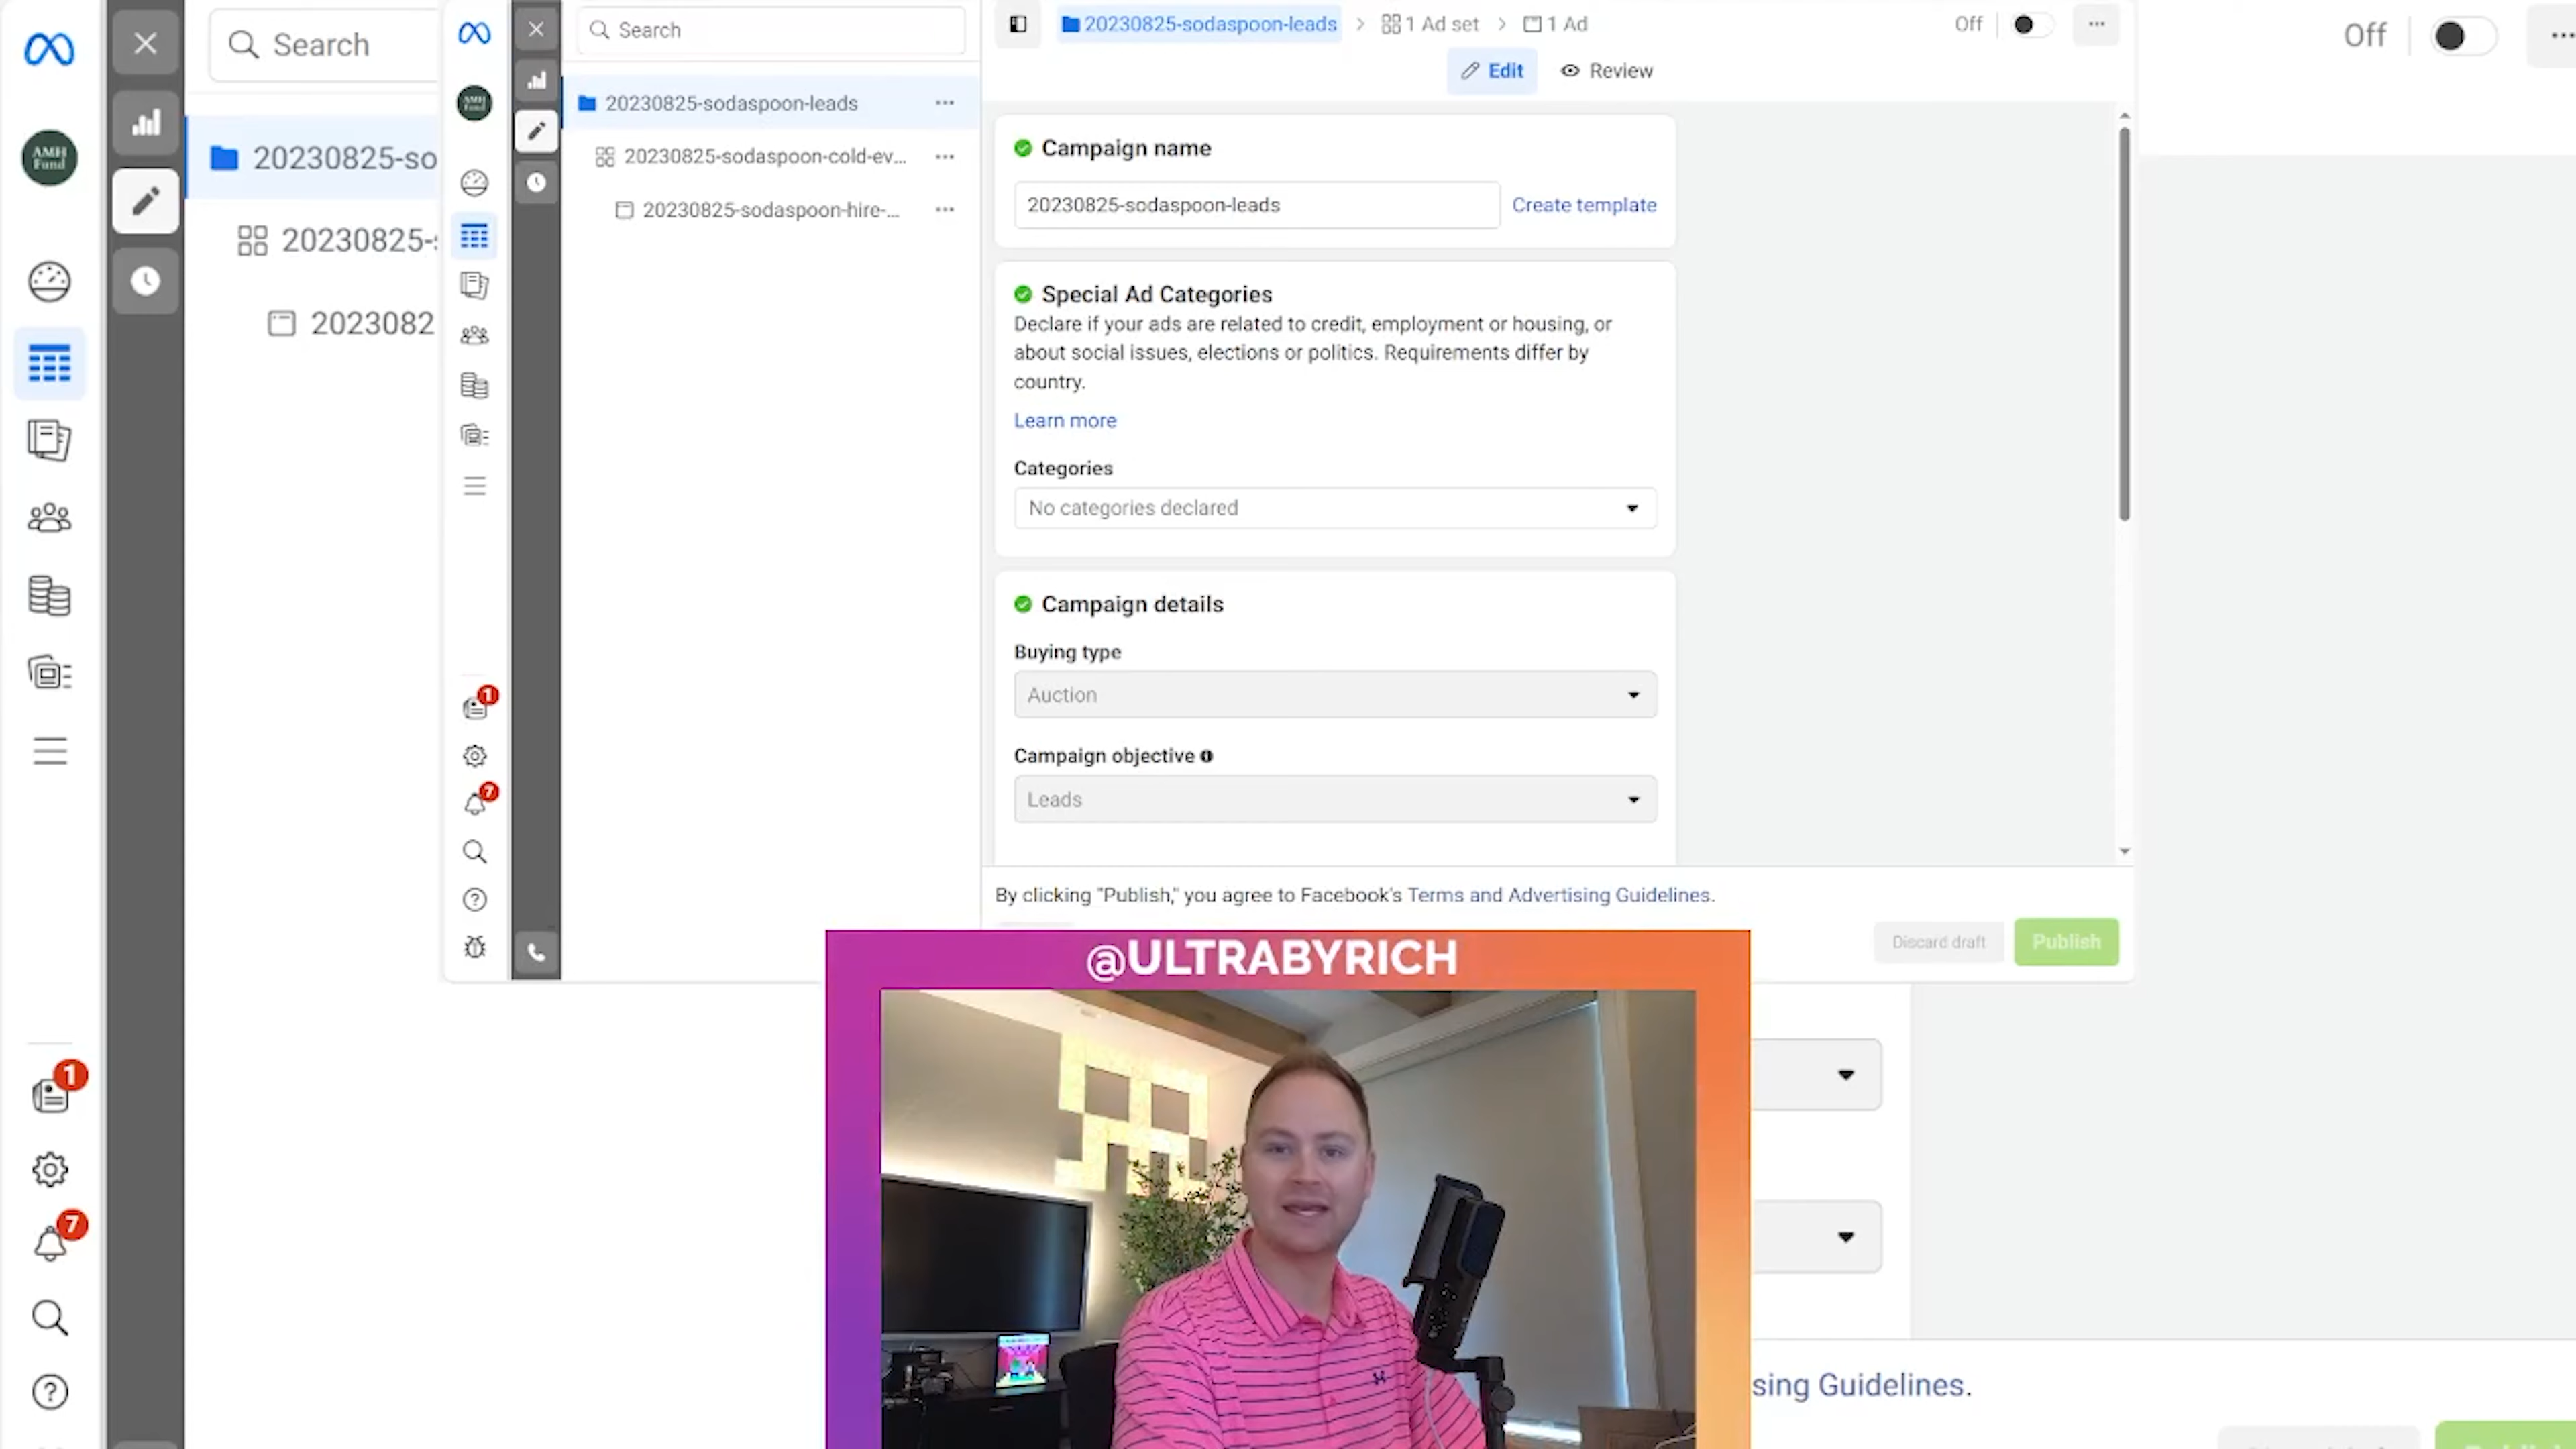 Search
AMH
Fund
20230825-so
20230825-s
2023082
1
7
AMH
Fund
1
7
Search
20230825-sodaspoon-leads
20230825-sodaspoon-cold-ev...
20230825-sodaspoon-hire-...
20230825-sodaspoon-leads > 1 Ad set > 1 Ad
Off
Edit
Review
Campaign name
20230825-sodaspoon-leads
Create template
Special Ad Categories
Declare if your ads are related to credit, employment or housing, or
about social issues, elections or politics. Requirements differ by
country.
Learn more
Categories
No categories declared
Campaign details
Buying type
Auction
Campaign objective
Leads
By clicking "Publish," you agree to Facebook's Terms and Advertising Guidelines.
Discard draft
Publish
Off
@ULTRABYRICH
sing Guidelines.